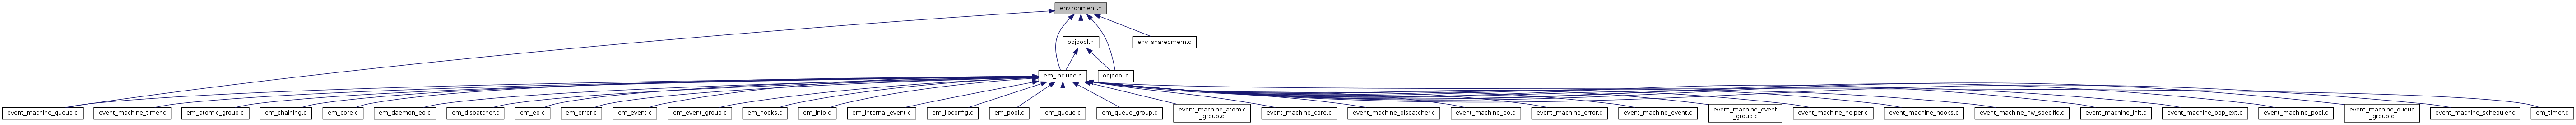 environment.h
objpool.h
env_sharedmem.c
em_include.h
objpool.c
event_machine_queue.c
event_machine_timer.c
em_atomic_group.c
em_chaining.c
em_core.c
em_daemon_eo.c
em_dispatcher.c
em_eo.c
em_error.c
em_event.c
em_event_group.c
em_hooks.c
em_info.c
em_internal_event.c
em_libconfig.c
em_pool.c
em_queue.c
em_queue_group.c
event_machine_atomic
_group.c
event_machine_core.c
event_machine_dispatcher.c
event_machine_eo.c
event_machine_error.c
event_machine_event.c
event_machine_event
_group.c
event_machine_helper.c
event_machine_hooks.c
event_machine_hw_specific.c
event_machine_init.c
event_machine_odp_ext.c
event_machine_pool.c
event_machine_queue
_group.c
event_machine_scheduler.c
em_timer.c